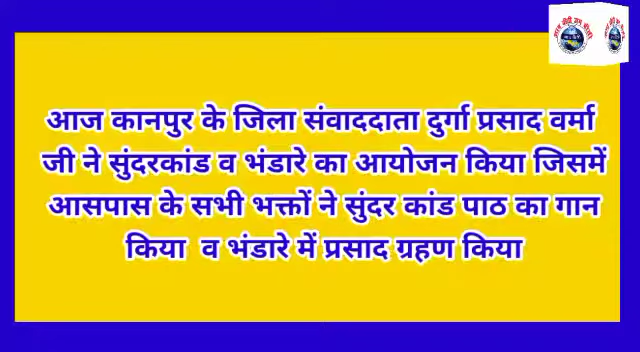 आज कानपुर के जिला संवाददाता दुर्गा प्रसाद वर्मा
जी ने सुंदरकांड व भंडारे का आयोजन किया जिसमें
आसपास के सभी भक्तों ने सुंदर कांड पाठ का गान
किया व भंडारे में प्रसाद ग्रहण किया